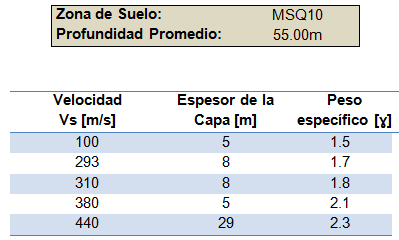 Zona de Suelo: MSQ10
Profundidad Promedio: 55.00m
Velocidad Espesor de la Peso
Vs [m/s] Capa [m] específico [ɣ]
100 5 1.5
293 8 1.7
310 8 1.8
380 5 2.1
440 29 2.3